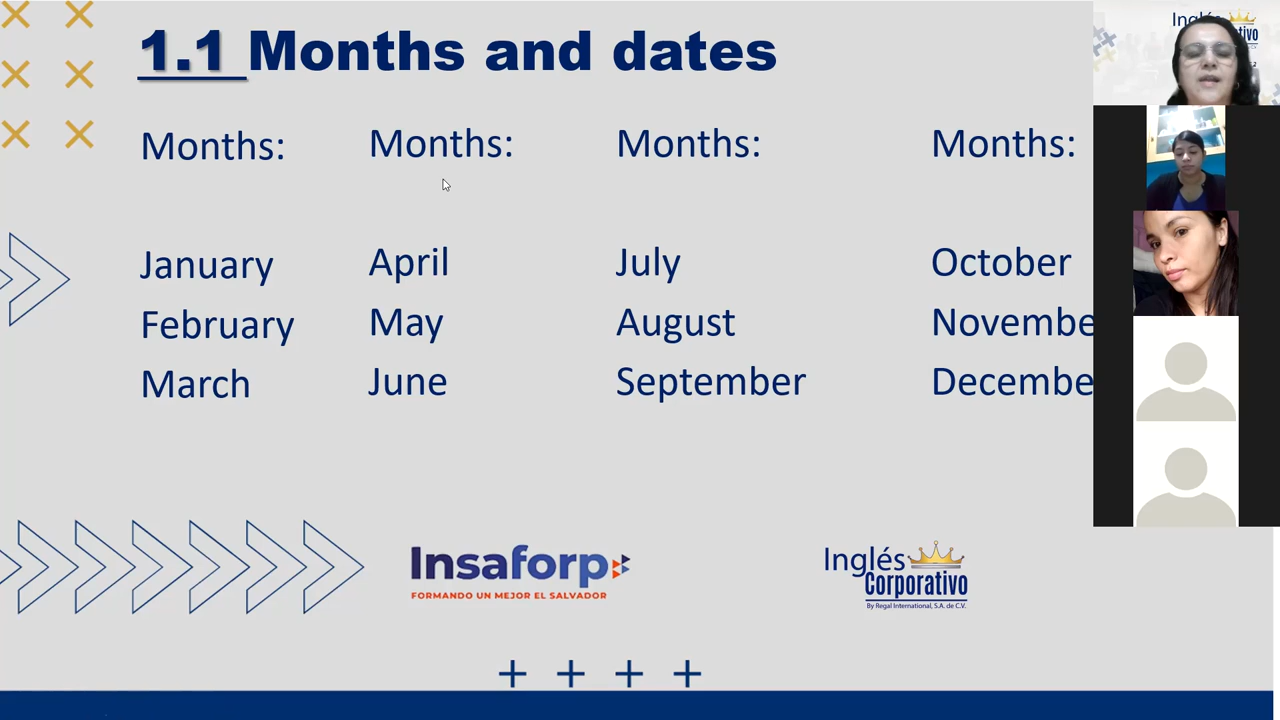 1.1 Months and dates
Months:
January
February
March
Months:
April
May
June
Months:
July
August
September
Months:
October
Novembe
Decembe
Insaforp
FORMANDO UN MEJOR EL SALVADOR
Inglés
Corporativo
By Regal International, S.A. de C.V.